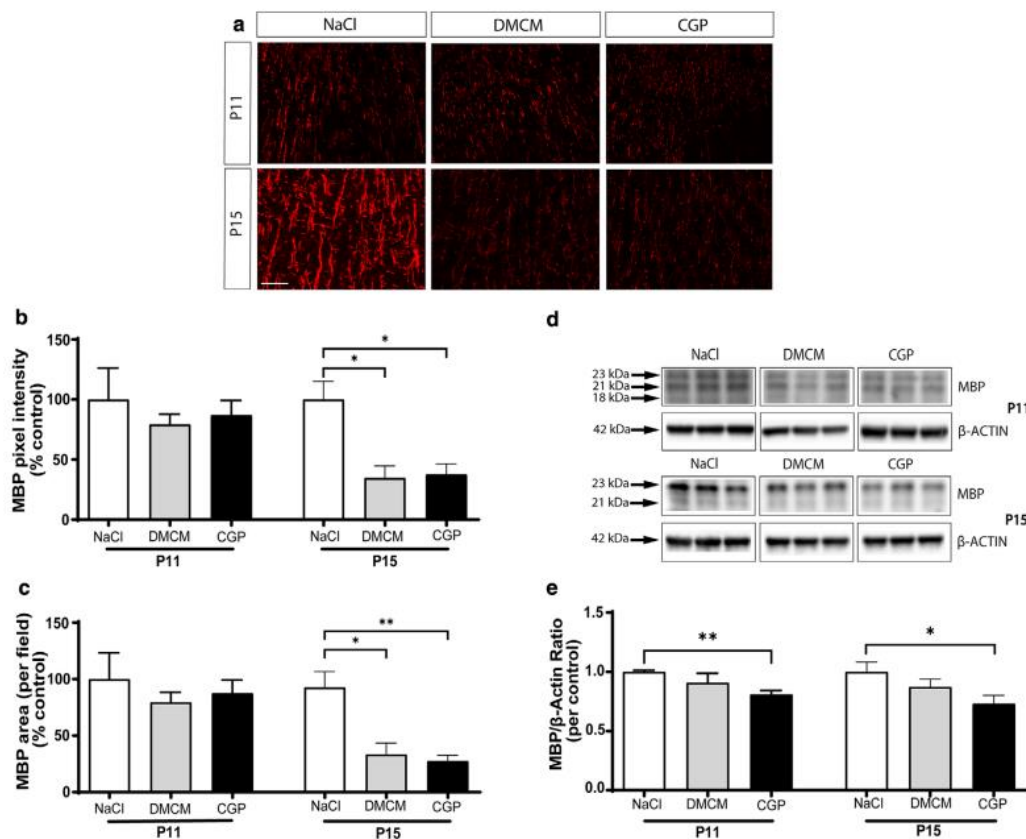 a
NaCl DMCM CGP
P11
P15
b
MBP pixel intensity
(% control)
150
100
50
0
* *
NaCl DMCM CGP NaCl DMCM CGP
P11 P15
c
MBP area (per field)
(% control)
150
100
50
0
** *
NaCl DMCM CGP NaCl DMCM CGP
P11 P15
d
NaCl DMCM CGP
23 kDa
21 kDa
18 kDa
MBP
P11
42 kDa
β-ACTIN
NaCl DMCM CGP
23 kDa
21 kDa
MBP
P15
42 kDa
β-ACTIN
e
MBP/β-Actin Ratio
(per control)
1.5
1.0
0.5
0.0
** *
NaCl DMCM CGP NaCl DMCM CGP
P11 P15